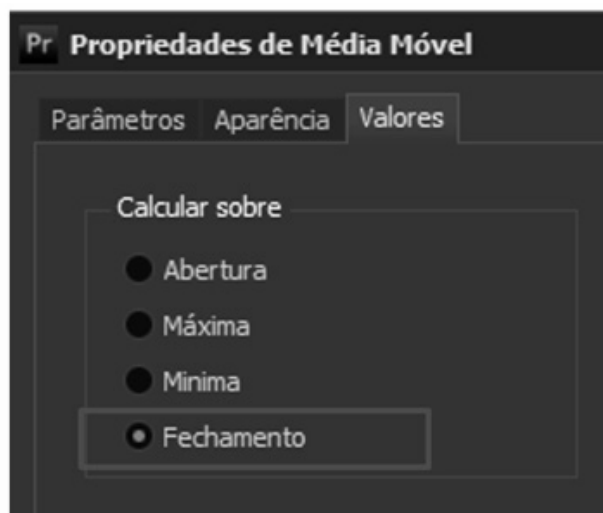 Pr Propriedades de Média Móvel
Parâmetros Aparência Valores
Calcular sobre
Abertura
Máxima
Minima
Fechamento